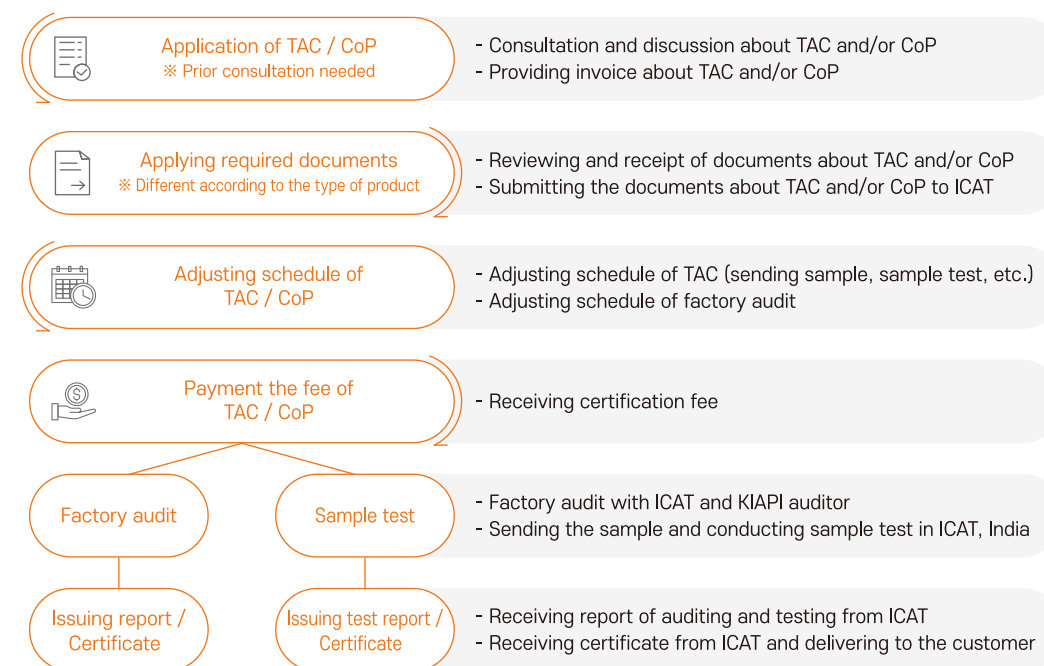 Application of TAC / CoP
※ Prior consultation needed
- Consultation and discussion about TAC and/or CoP
- Providing invoice about TAC and/or CoP
Applying required documents
※ Different according to the type of product
- Reviewing and receipt of documents about TAC and/or CoP
- Submitting the documents about TAC and/or CoP to ICAT
Adjusting schedule of
TAC / CoP
- Adjusting schedule of TAC (sending sample, sample test, etc.)
- Adjusting schedule of factory audit
Payment the fee of
TAC / CoP
- Receiving certification fee
Factory audit
Sample test
- Factory audit with ICAT and KIAPI auditor
- Sending the sample and conducting sample test in ICAT, India
Issuing report /
Certificate
Issuing test report /
Certificate
- Receiving report of auditing and testing from ICAT
- Receiving certificate from ICAT and delivering to the customer